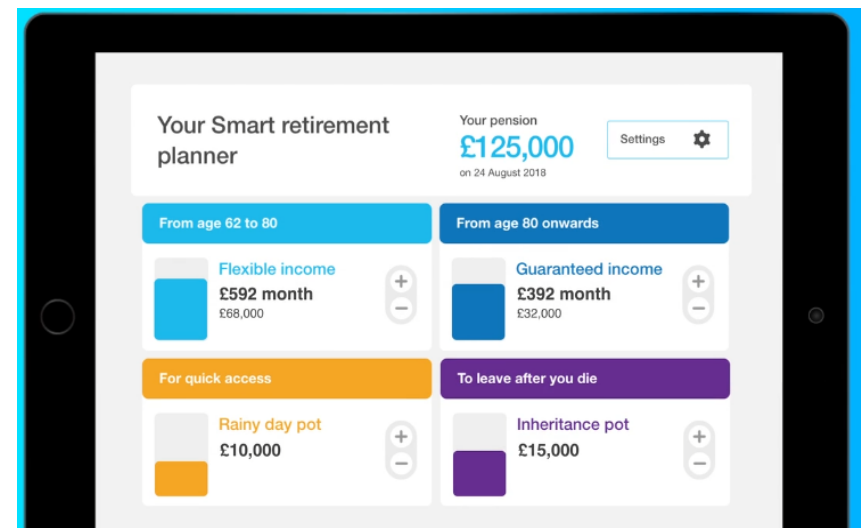 Your Smart retirement
planner
Your pension
£125,000
on 24 August 2018
Settings
From age 62 to 80
Flexible income
£592 month
£68,000
From age 80 onwards
Guaranteed income
£392 month
£32,000
For quick access
Rainy day pot
£10,000
To leave after you die
Inheritance pot
£15,000